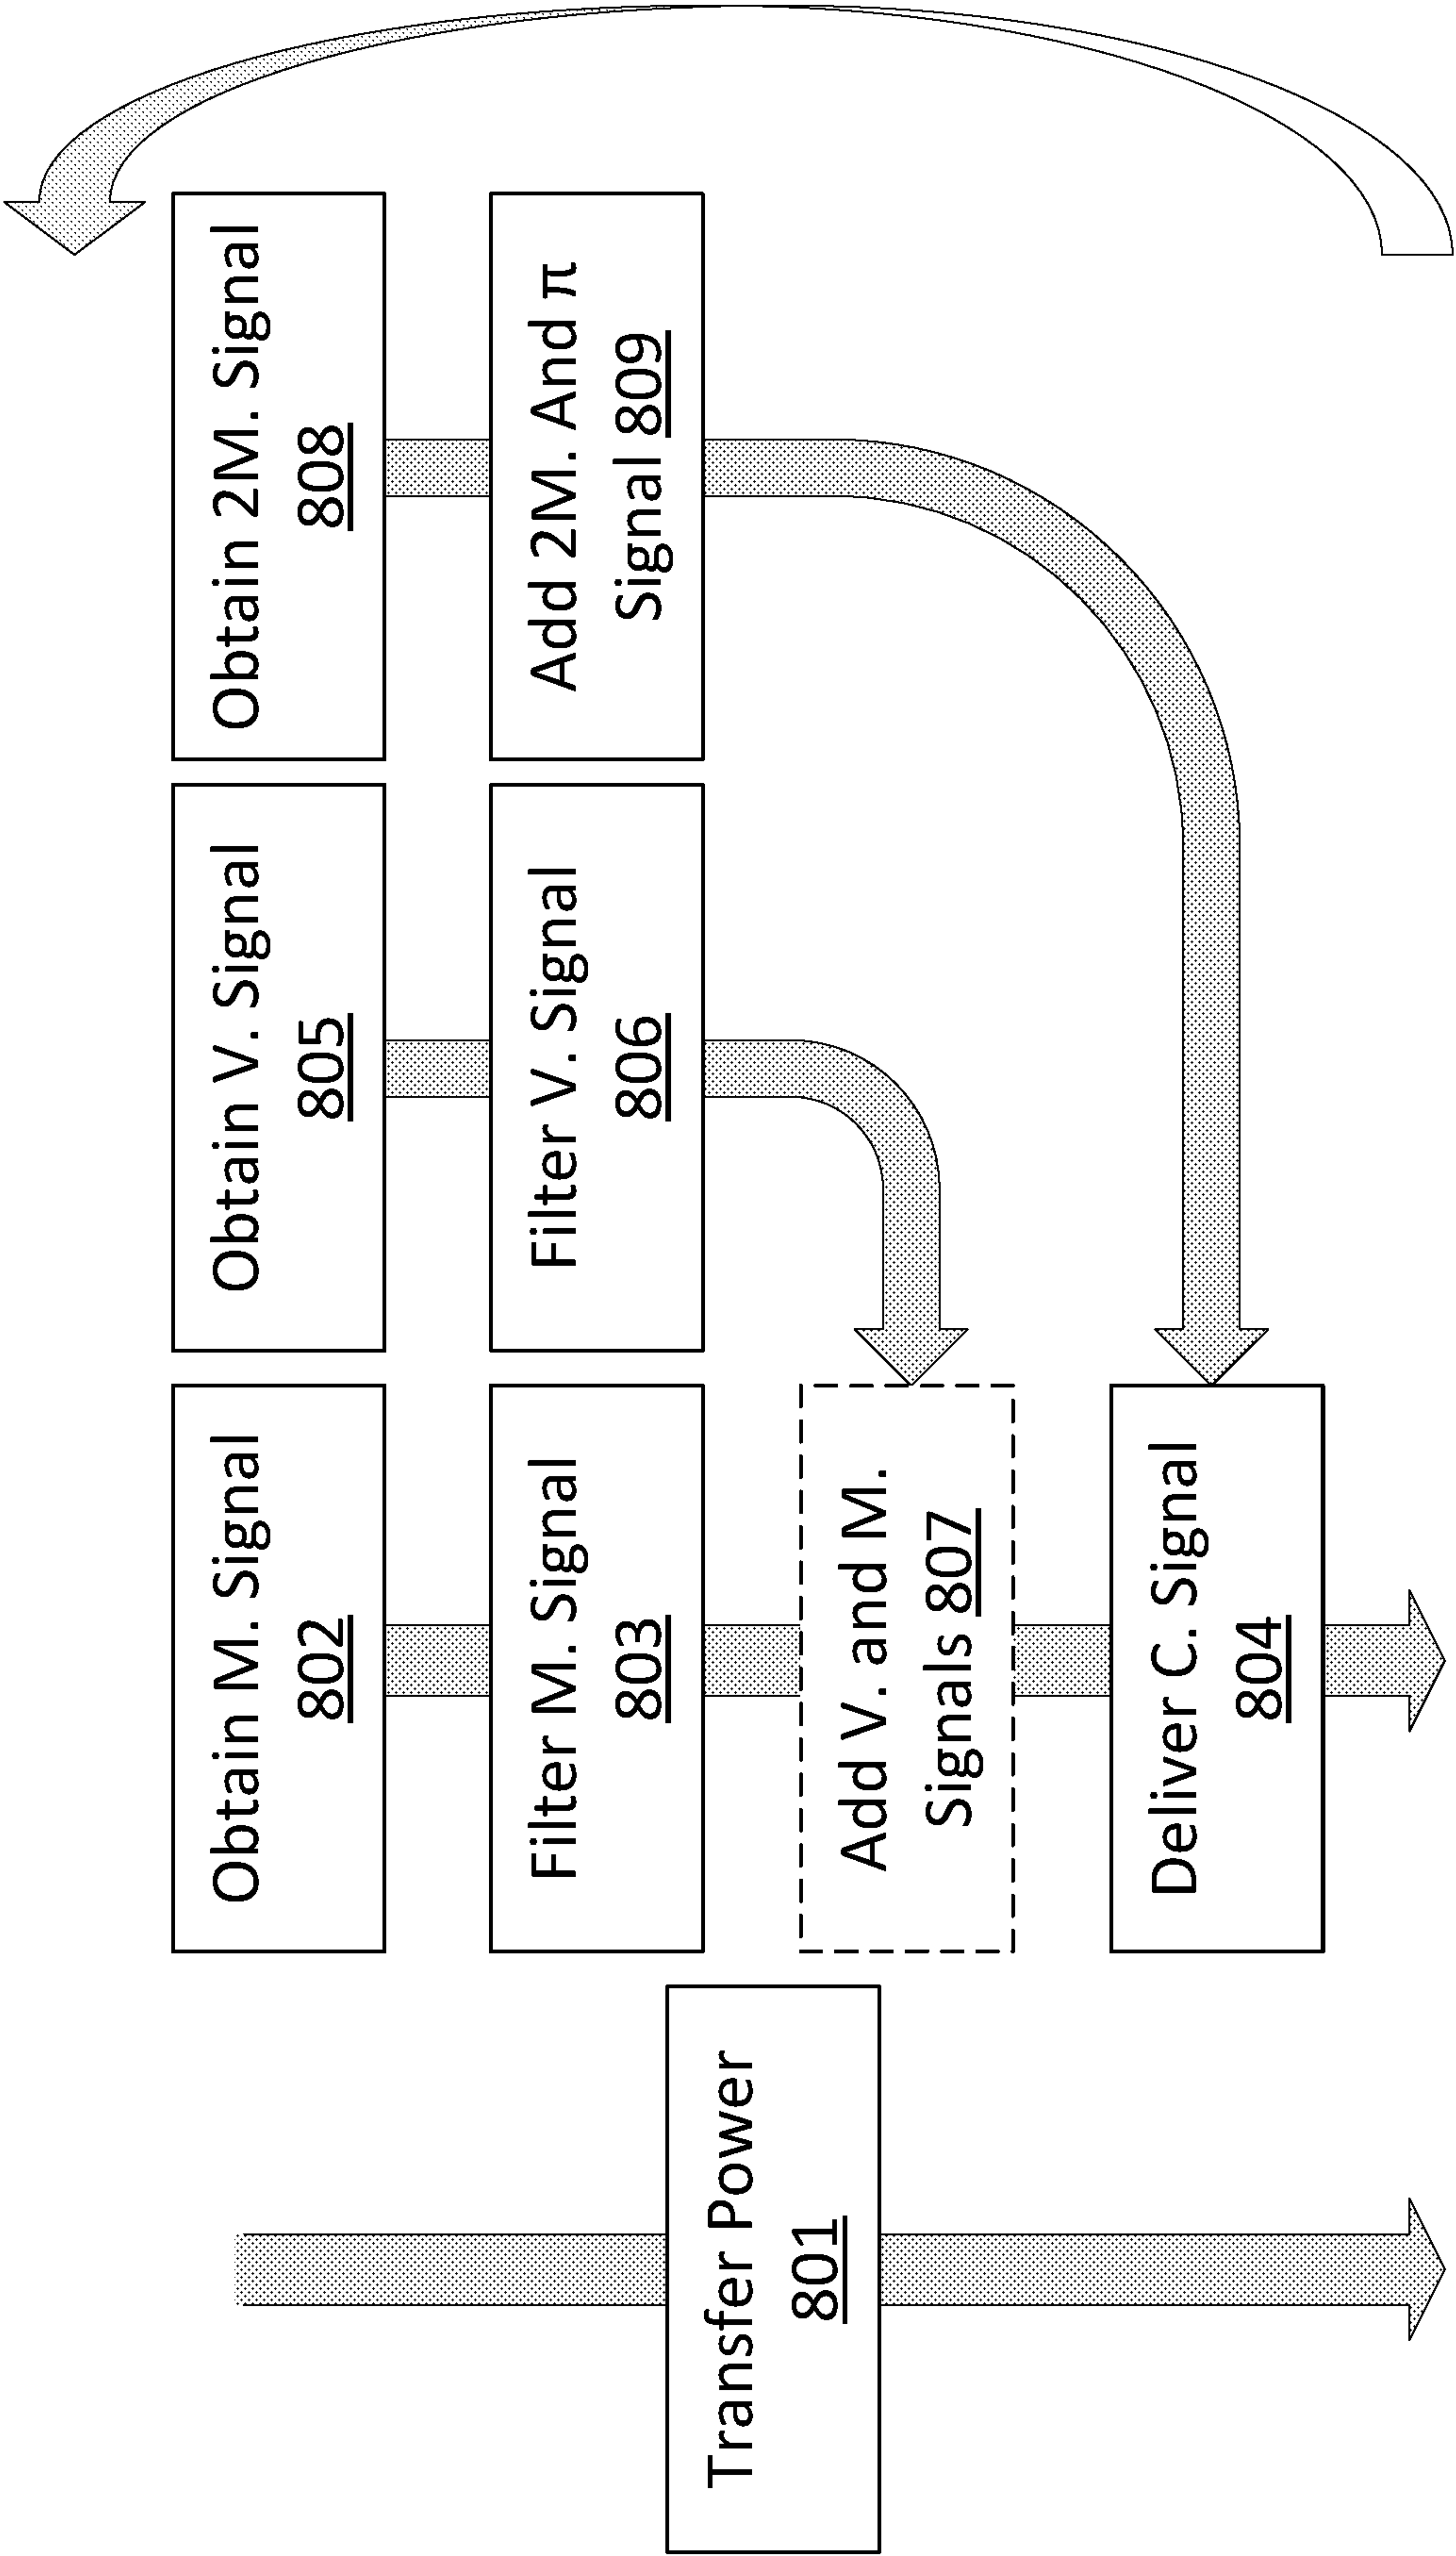 Transfer Power
801
Obtain M. Signal
802
Filter M. Signal
803
Add V. and M.
Signals 807
Deliver C. Signal
804
Obtain V. Signal
805
Filter V. Signal
806
Obtain 2M. Signal
808
Add 2M. And π
Signal 809